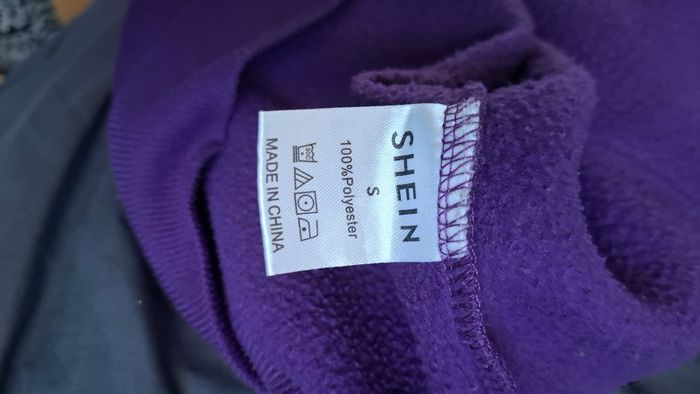 SHEIN
S
100%Polyester
MADE IN CHINA